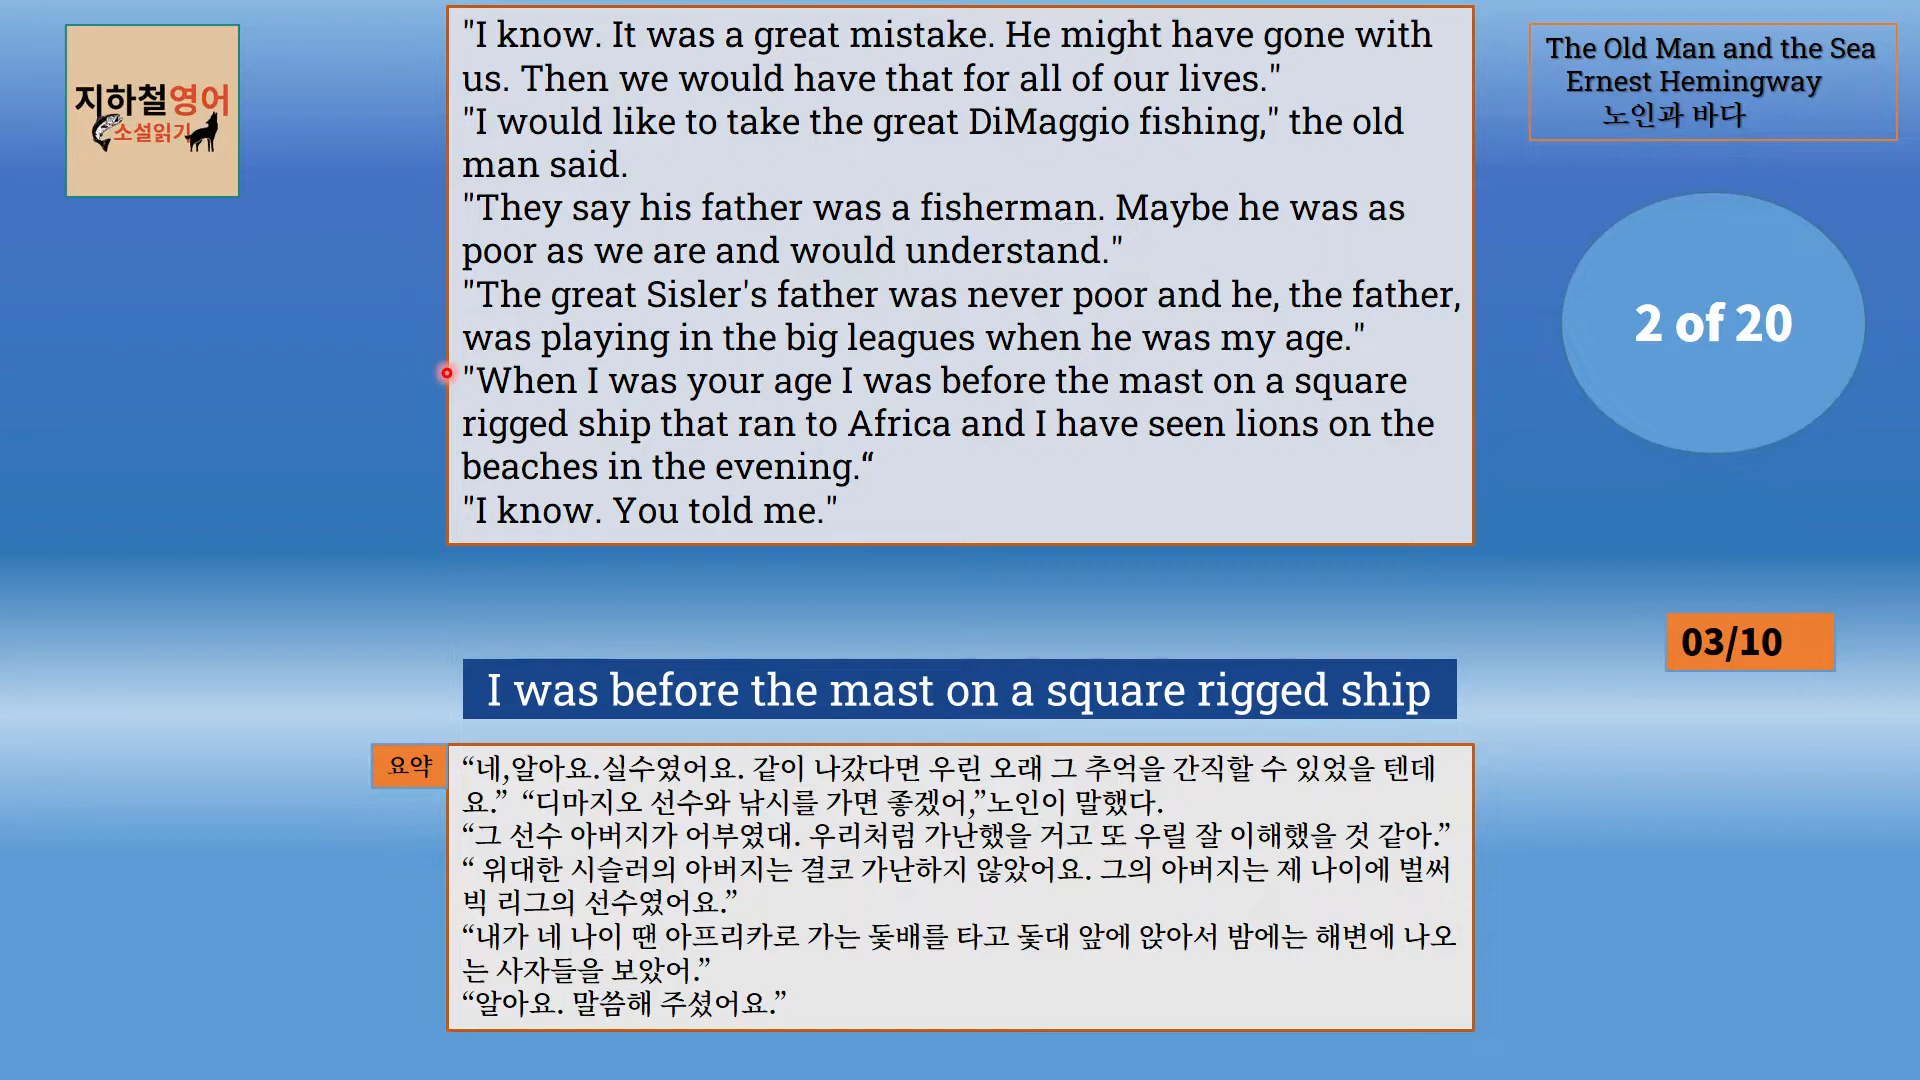 지하철영어
소설읽기
"I know. It was a great mistake. He might have gone with
us. Then we would have that for all of our lives."
"I would like to take the great DiMaggio fishing," the old
man said.
"They say his father was a fisherman. Maybe he was as
poor as we are and would understand."
"The great Sisler's father was never poor and he, the father,
was playing in the big leagues when he was my age."
"When I was your age I was before the mast on a square
rigged ship that ran to Africa and I have seen lions on the
beaches in the evening.“
"I know. You told me."
The Old Man and the Sea
Ernest Hemingway
노인과 바다
2 of 20
03/10
I was before the mast on a square rigged ship
요약
“네,알아요.실수였어요. 같이 나갔다면 우린 오래 그 추억을 간직할 수 있었을 텐데
요.” “디마지오 선수와 낚시를 가면 좋겠어,”노인이 말했다.
“그 선수 아버지가 어부였대. 우리처럼 가난했을 거고 또 우릴 잘 이해했을 것 같아.”
“ 위대한 시슬러의 아버지는 결코 가난하지 않았어요. 그의 아버지는 제 나이에 벌써
빅 리그의 선수였어요.”
“내가 네 나이 땐 아프리카로 가는 돛배를 타고 돛대 앞에 앉아서 밤에는 해변에 나오
는 사자들을 보았어.”
“알아요. 말씀해 주셨어요.”